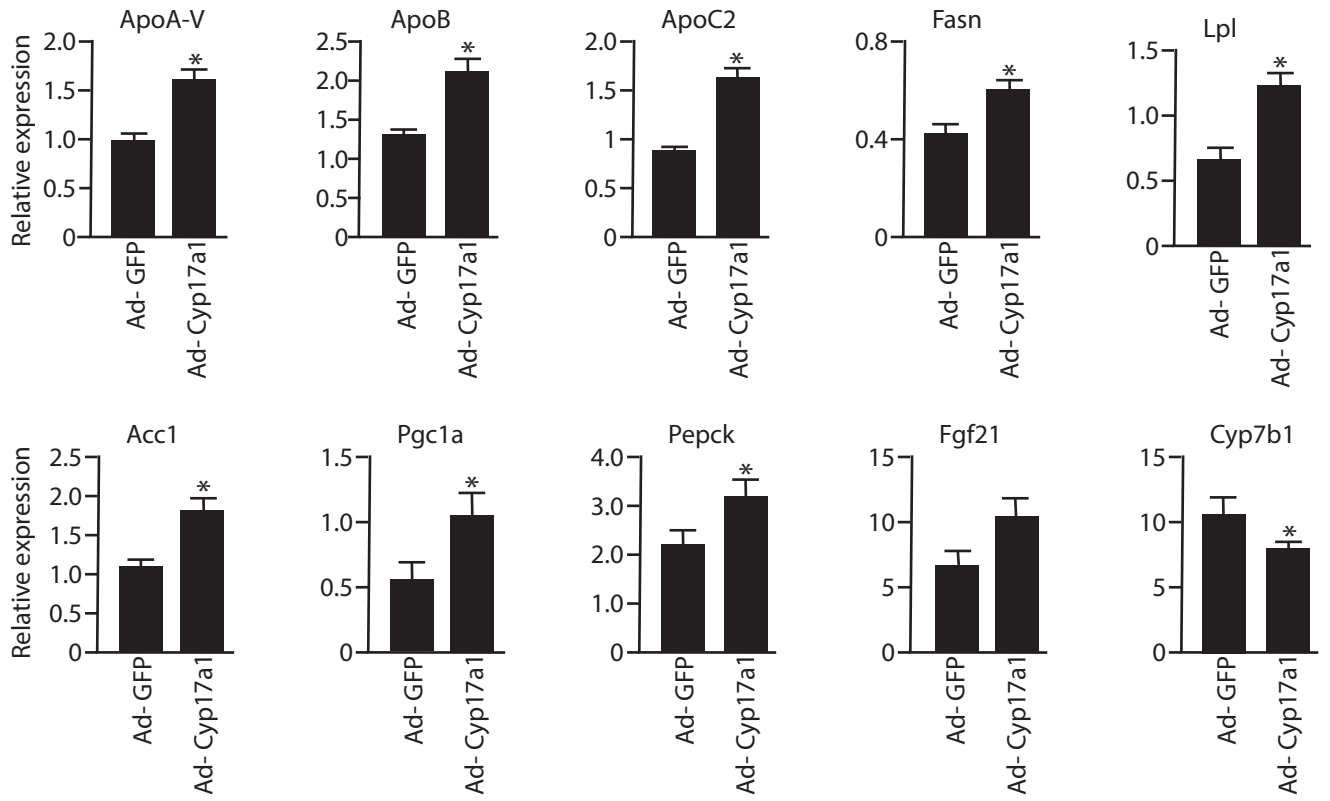 ApoA-V
ApoB
ApoC2
Fasn
Lpl
Relative expression
2.0
1.5
1.0
0.5
0
*
Ad- GFP
Ad- Cyp17a1
2.5
2.0
1.5
1.0
0.5
0
*
Ad- GFP
Ad- Cyp17a1
2.0
1.5
1
0.5
0
*
Ad- GFP
Ad- Cyp17a1
0.8
0.4
0
*
Ad- GFP
Ad- Cyp17a1
1.5
1.0
0.5
0
*
Ad- GFP
Ad- Cyp17a1
Acc1
Pgc1a
Pepck
Fgf21
Cyp7b1
Relative expression
2.5
2.0
1.5
1.0
0.5
0
*
Ad- GFP
Ad- Cyp17a1
1.5
1.0
0.5
0
*
Ad- GFP
Ad- Cyp17a1
4.0
3.0
2.0
1.0
0
*
Ad- GFP
Ad- Cyp17a1
15
10
5
0
Ad- GFP
Ad- Cyp17a1
15
10
5
0
*
Ad- GFP
Ad- Cyp17a1